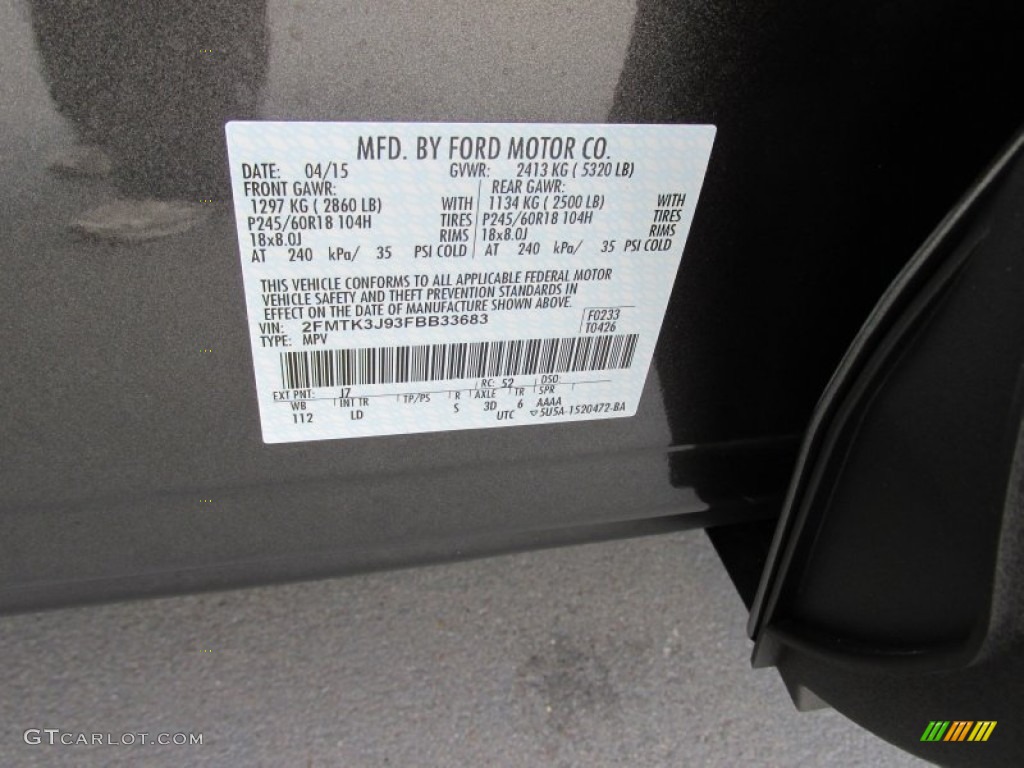 MFD. BY FORD MOTOR CO.
DATE: 04/15 GVWR: 2413 KG ( 5320 LB)
FRONT GAWR: REAR GAWR:
1297 KG ( 2860 LB) WITH 1134 KG ( 2500 LB) WITH
P245/60R18 104H TIRES P245/60R18 104H TIRES
18x8.0J RIMS 18x8.0J RIMS
AT 240 kPa/ 35 PSI COLD AT 240 kPa/ 35 PSI COLD
THIS VEHICLE CONFORMS TO ALL APPLICABLE FEDERAL MOTOR
VEHICLE SAFETY AND THEFT PREVENTION STANDARDS IN
EFFECT ON THE DATE OF MANUFACTURE SHOWN ABOVE.
VIN: 2FMTK3J93FBB33683 F0233
TYPE: MPV T0426
EXT PNT: J7 RC: 52 DSO:
WB INT TR TP/PS R AXLE TR SPR
112 LD S 3D 6 AAAA
UTC 5U5A-1520472-BA
GTCARLOT.COM